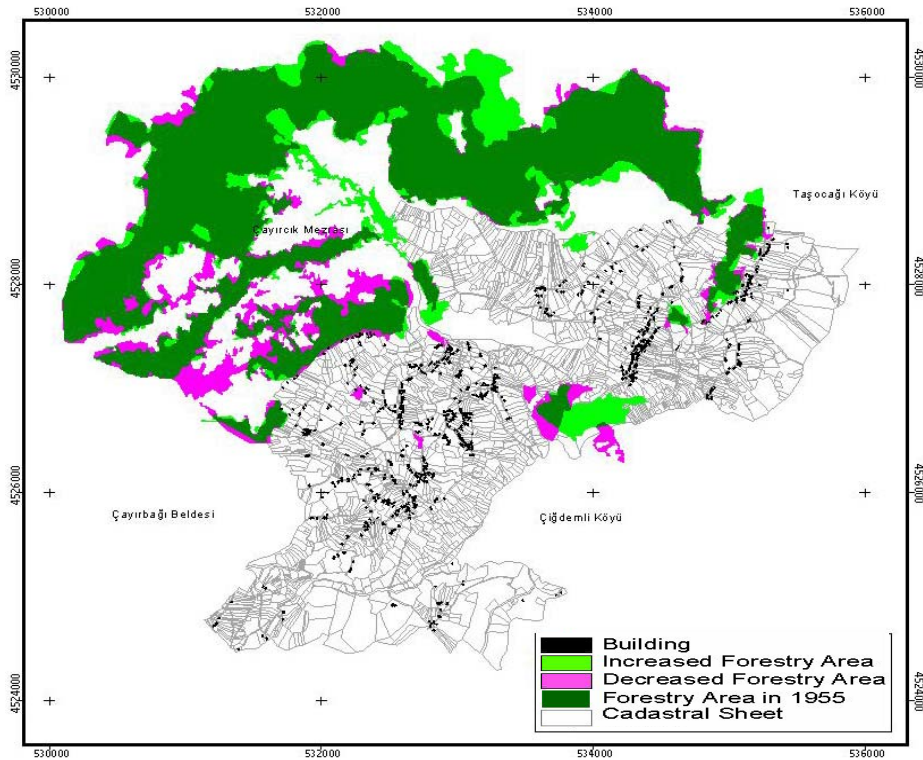 530000 532000 534000 536000
4530000 4530000
Taşocağı Köyü
Çayırcık Mezrası
4528000 4528000
4526000 4526000
Çayırbağı Beldesi
Çiğdemli Köyü
Building
Increased Forestry Area
Decreased Forestry Area
Forestry Area in 1955
Cadastral Sheet
4524000 4524000
530000 532000 534000 536000